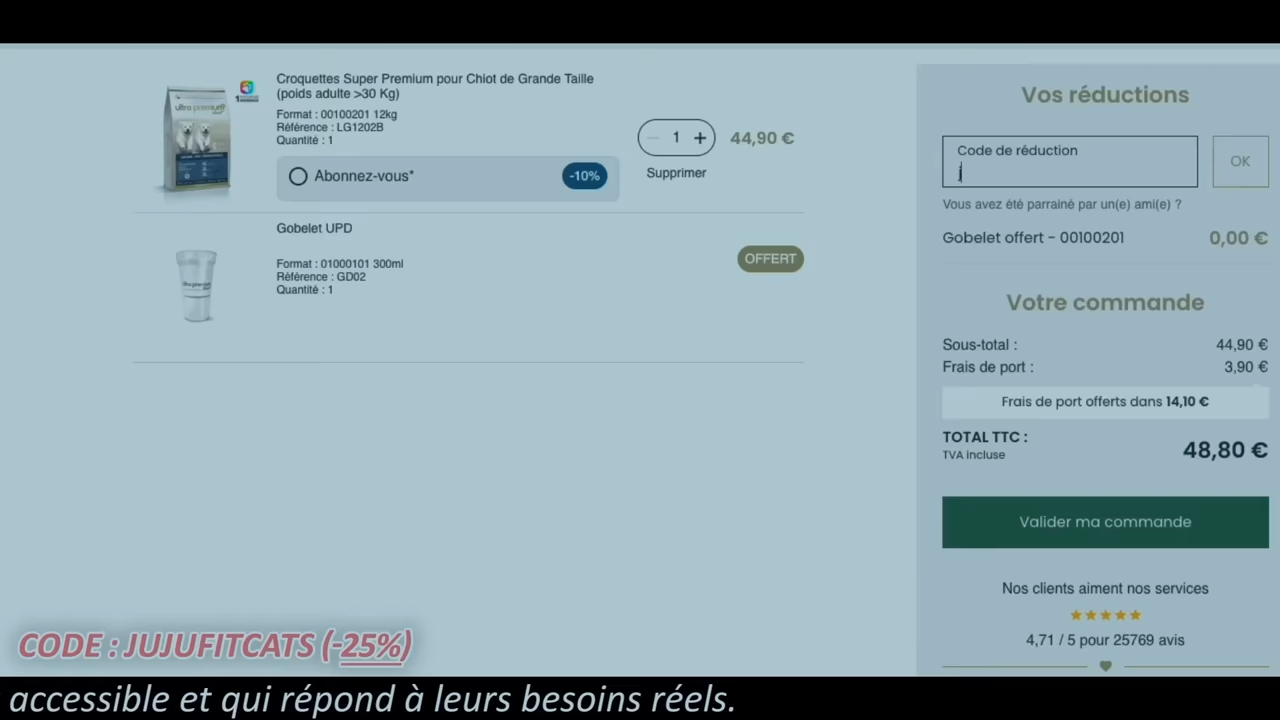 Croquettes Super Premium pour Chiot de Grande Taille
(poids adulte >30 Kg)
Format : 00100201 12kg
Référence : LG1202B
Quantité : 1
Abonnez-vous*
-10%
1
44,90 €
Supprimer
ultra premium
Gobelet UPD
Format : 01000101 300ml
Référence : GD02
Quantité : 1
OFFERT
Vos réductions
Code de réduction
j
OK
Vous avez été parrainé par un(e) ami(e) ?
Gobelet offert - 00100201 0,00 €
Votre commande
Sous-total : 44,90 €
Frais de port : 3,90 €
Frais de port offerts dans 14,10 €
TOTAL TTC :
TVA incluse
48,80 €
Valider ma commande
Nos clients aiment nos services
4,71 / 5 pour 25769 avis
CODE : JUJUFITCATS (-25%)
accessible et qui répond à leurs besoins réels.